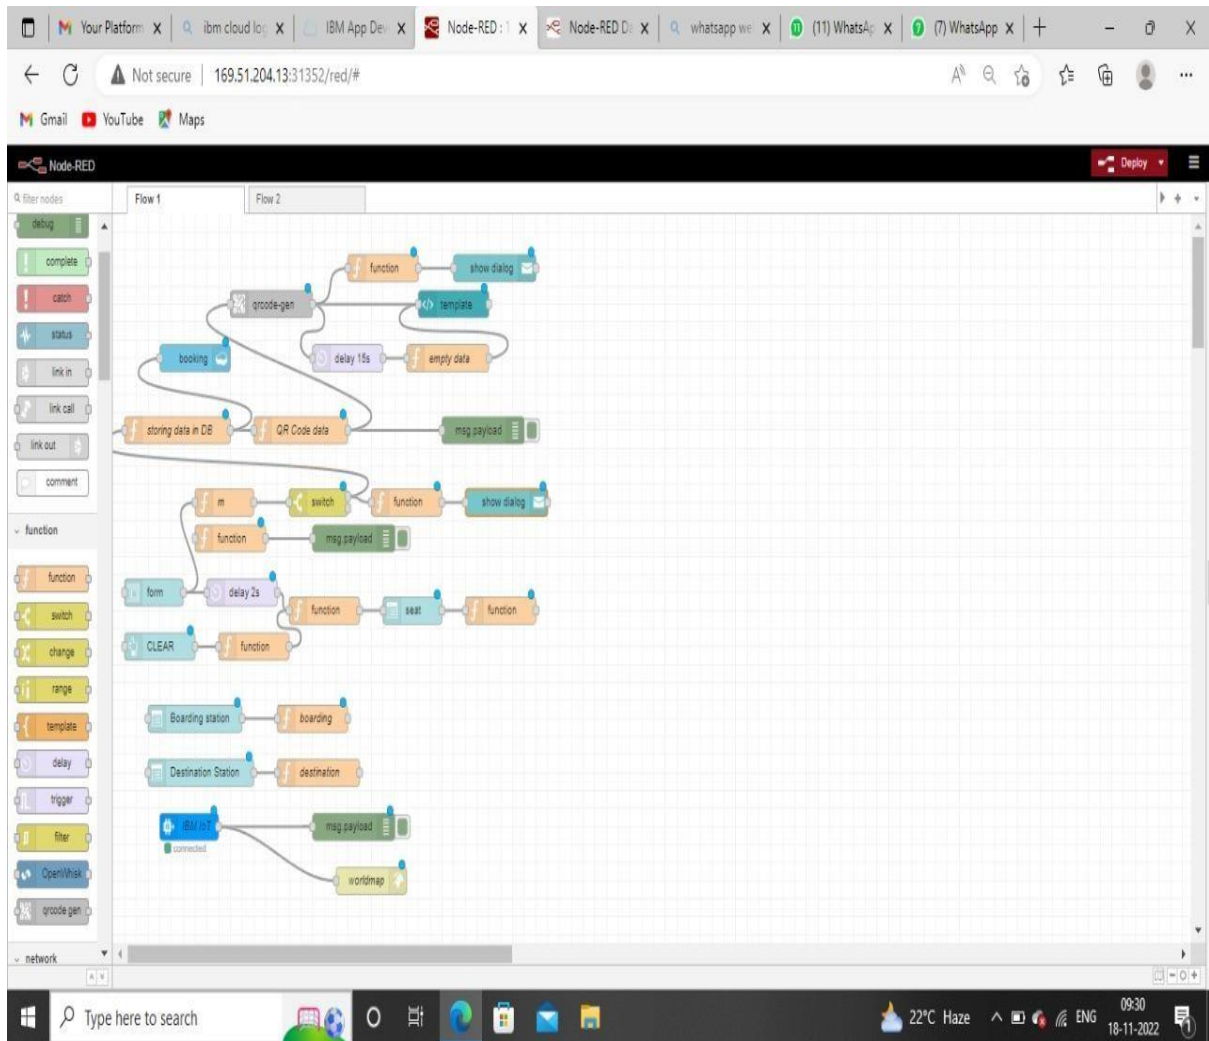 Your Platform ibm cloud log IBM App Dev Node-RED : 1 Node-RED Da whatsapp we (11) WhatsAp (7) WhatsApp
Not secure 169.51.204.13:31352/red/#
Gmail YouTube Maps
Node-RED Deploy
filter nodes Flow 1 Flow 2
debug
complete
catch
status
link in
link call
link out
comment
function
function
switch
change
range
template
delay
trigger
filter
OpenWhisk
qrcode gen
network
function show dialog
qrcode-gen template
booking delay 15s empty data
storing data in DB QR Code data msg.payload
m switch function show dialog
function msg.payload
form delay 2s
function seat function
CLEAR function
Boarding station boarding
Destination Station destination
IBM IoT msg.payload
connected
worldmap
Type here to search 22°C Haze ENG 09:30
18-11-2022